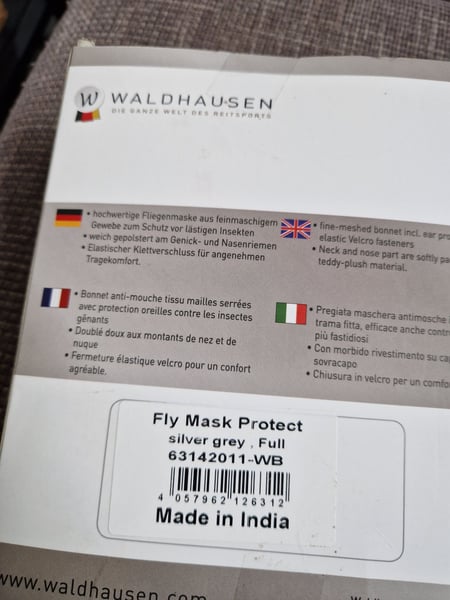 W
WALDHAUSEN
DIE GANZE WELT DES REITSPORTS
• hochwertige Fliegenmaske aus feinmaschigem
Gewebe zum Schutz vor lästigen Insekten
• weich gepolstert am Genick- und Nasenriemen
• Elastischer Klettverschluss für angenehmen
Tragekomfort.
• fine-meshed bonnet incl. ear
elastic Velcro fasteners
• Neck and nose part are softly
teddy-plush material.
• Bonnet anti-mouche tissu mailles serrées
avec protection oreilles contre les insectes
gênants
• Doublé doux aux montants de nez et de
nuque
• Fermeture élastique velcro pour un confort
agréable.
• Pregiata maschera antimosche
trama fitta, efficace anche
più fastidiosi
• Con morbido rivestimento su
sovracapo
• Chiusura in velcro per un
Fly Mask Protect
silver grey , Full
63142011-WB
4 057962 126312
Made in India
www.waldhausen.com